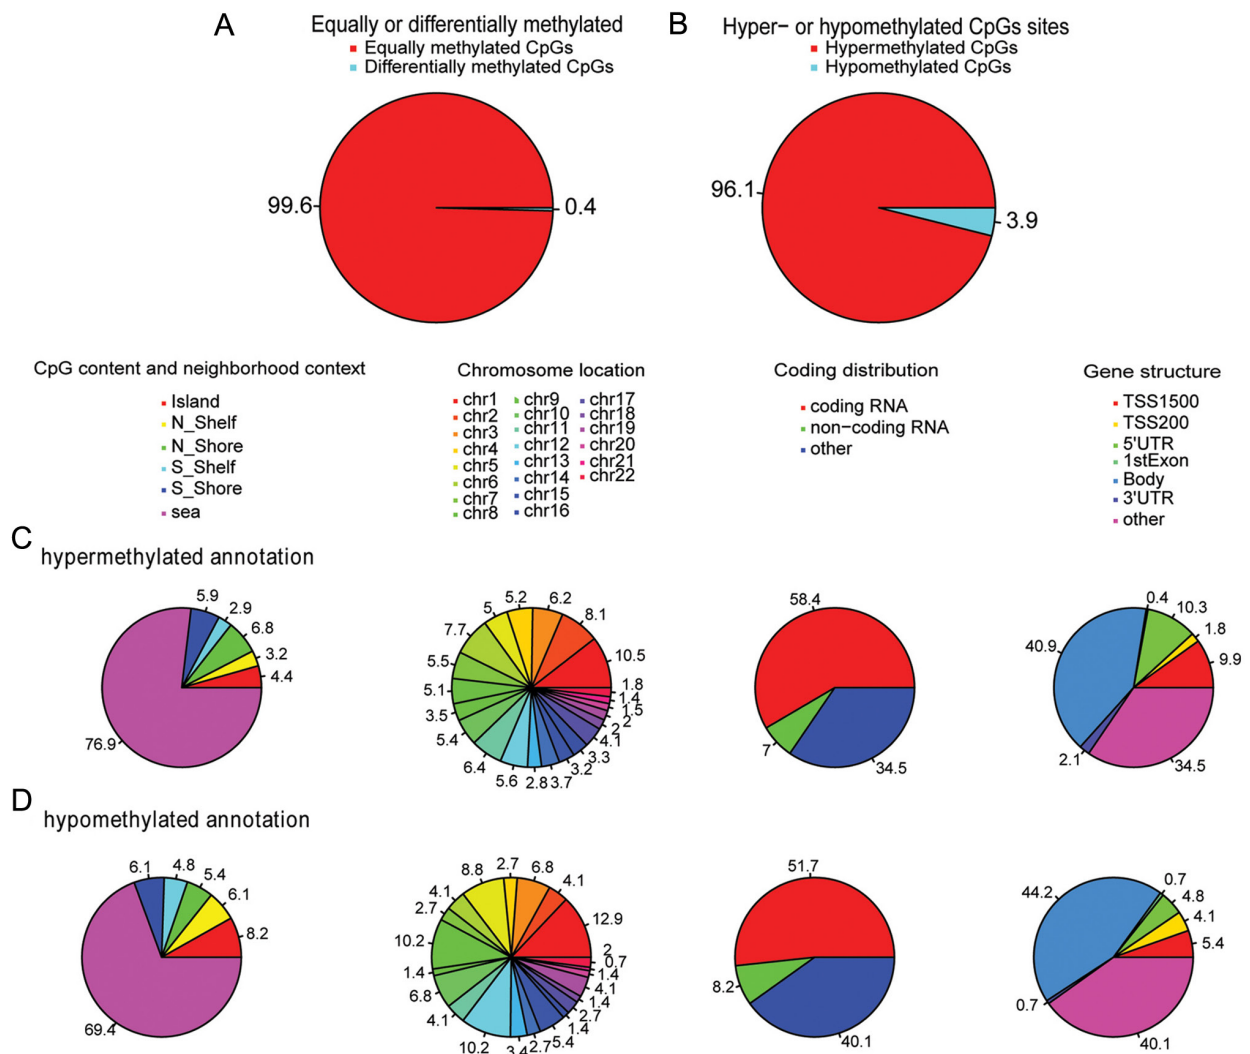 A
Equally or differentially methylated
Equally methylated CpGs
Differentially methylated CpGs
99.6
0.4
B
Hyper− or hypomethylated CpGs sites
Hypermethylated CpGs
Hypomethylated CpGs
96.1
3.9
CpG content and neighborhood context
Island
N_Shelf
N_Shore
S_Shelf
S_Shore
sea
Chromosome location
chr1
chr2
chr3
chr4
chr5
chr6
chr7
chr8
chr9
chr10
chr11
chr12
chr13
chr14
chr15
chr16
chr17
chr18
chr19
chr20
chr21
chr22
Coding distribution
coding RNA
non−coding RNA
other
Gene structure
TSS1500
TSS200
5'UTR
1stExon
Body
3'UTR
other
C
hypermethylated annotation
5.9
2.9
6.8
3.2
4.4
76.9
10.5
8.1
6.2
5.2
5
7.7
5.5
5.1
3.5
5.4
6.4
5.6
2.8
3.7
3.2
3.3
4.1
2
2
1.5
1.4
1.8
58.4
7
34.5
0.4
10.3
1.8
9.9
40.9
2.1
34.5
D
hypomethylated annotation
6.1
4.8
5.4
6.1
8.2
69.4
12.9
4.1
6.8
2.7
8.8
4.1
2.7
10.2
1.4
6.8
4.1
10.2
3.4
2.7
5.4
1.4
2.7
1.4
4.1
1.4
0.7
2
51.7
8.2
40.1
0.7
4.8
4.1
5.4
44.2
0.7
40.1